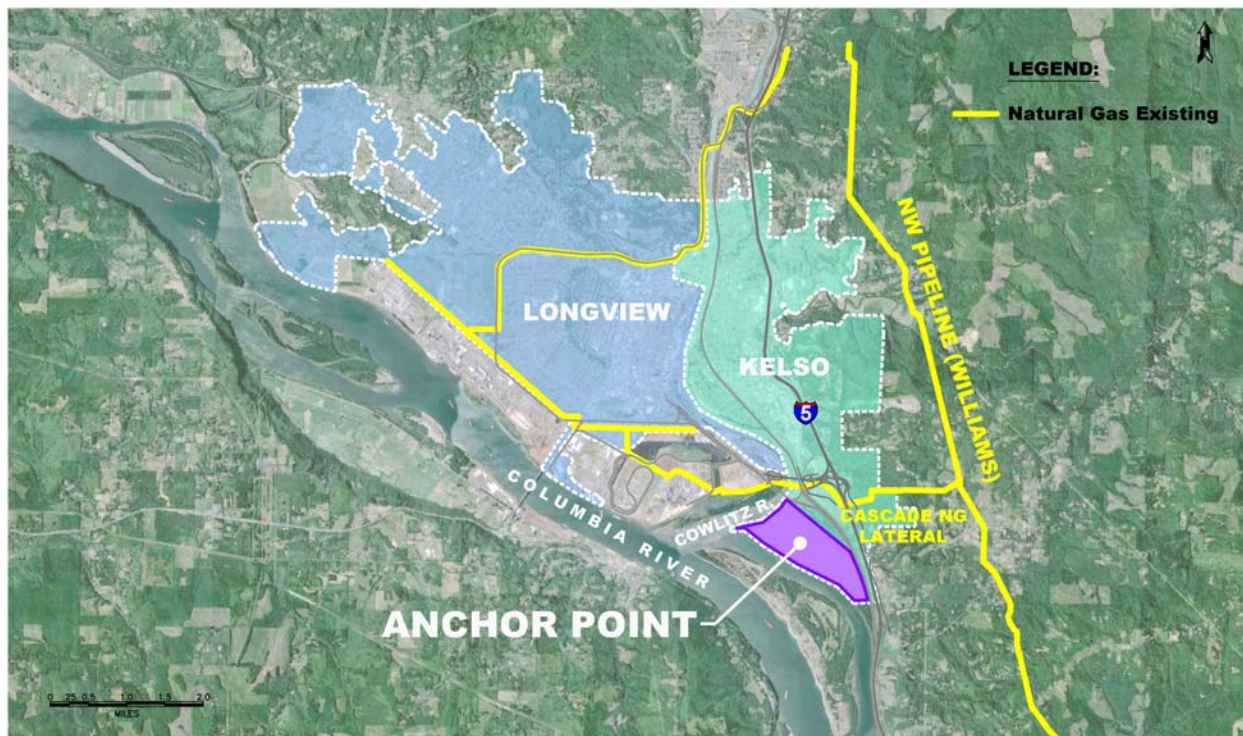 N
LEGEND:
Natural Gas Existing
NW PIPELINE (WILLIAMS)
LONGVIEW
KELSO
5
COLUMBIA RIVER
COWLITZ R.
CASCADE NG
LATERAL
ANCHOR POINT
0 .25 0.5 1.0 1.5 2.0
MILES